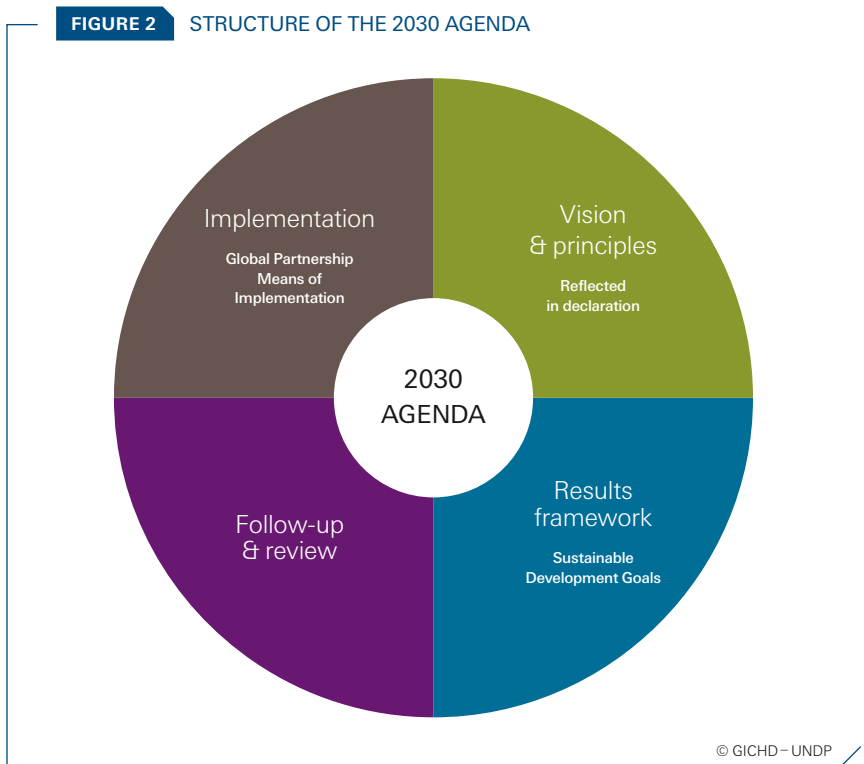 FIGURE 2 STRUCTURE OF THE 2030 AGENDA
Implementation
Global Partnership
Means of
Implementation
Vision
& principles
Reflected
in declaration
2030
AGENDA
Follow-up
& review
Results
framework
Sustainable
Development Goals
© GICHD – UNDP